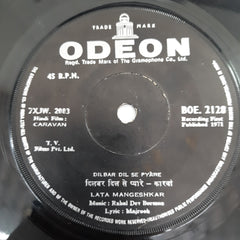 TRADE MARK
ODEON
Regd. Trade Mark of The Gramophone Co., Ltd.
45 R.P.M.
7XJW. 2003
BOE. 2128
Hindi Film:
CARAVAN
Recording First
Published 1971
T. V.
Films Pvt. Ltd.
DILBAR DIL SE PYARE
दिलबर दिल से प्यारे - कारवां
LATA MANGESHKAR
Music : Rahul Dev Burman
Lyric : Majrooh